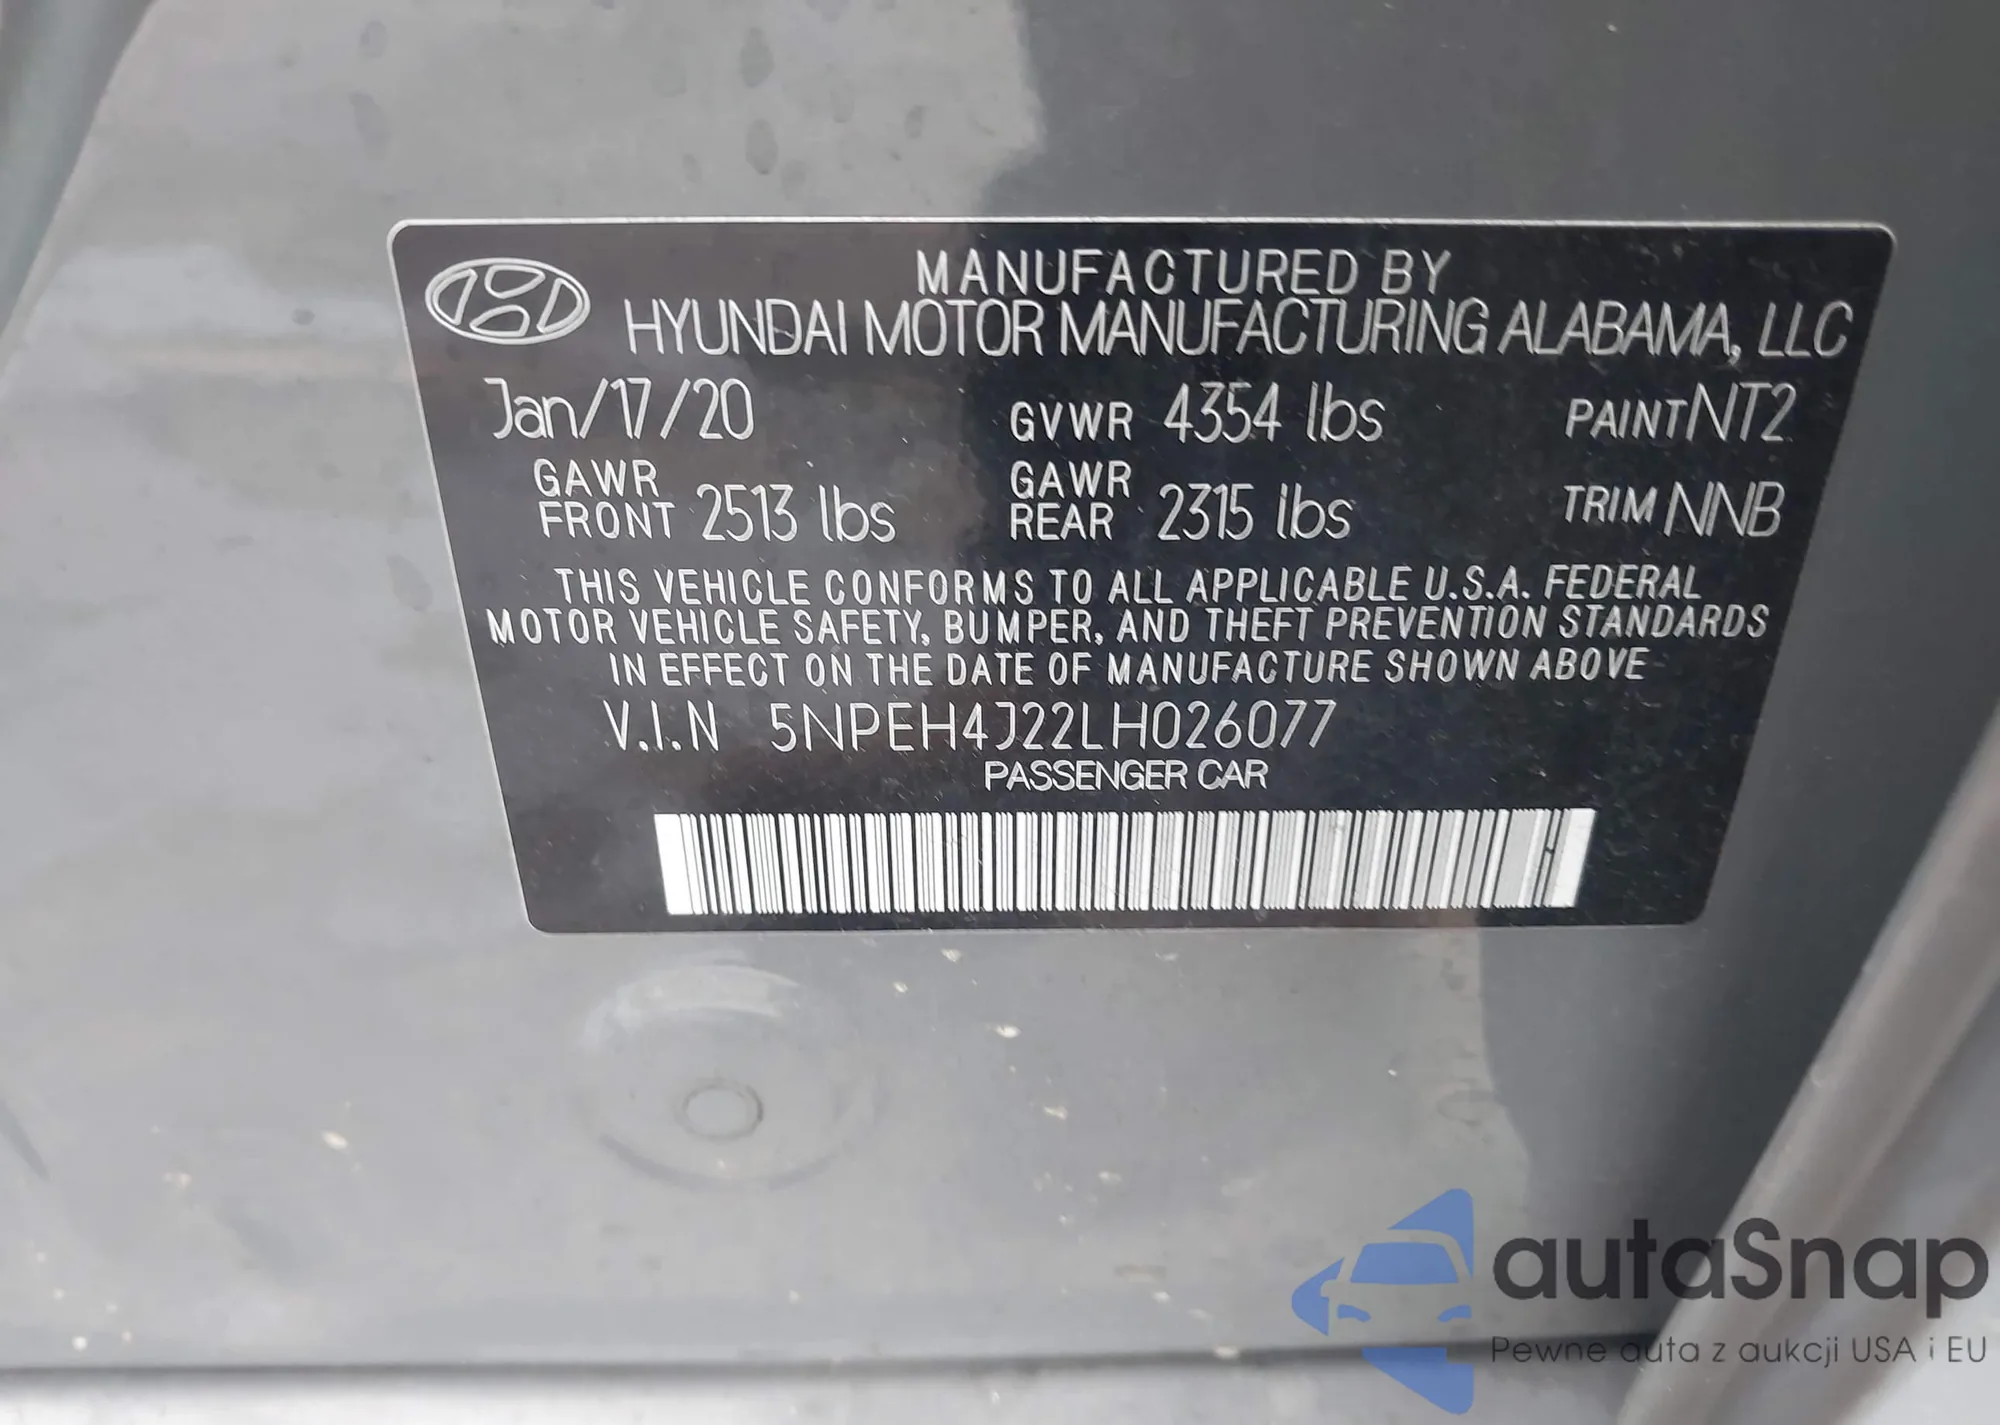 MANUFACTURED BY
HYUNDAI MOTOR MANUFACTURING ALABAMA, LLC
Jan/17/20 GVWR 4354 lbs PAINT NT2
GAWR FRONT 2513 lbs GAWR REAR 2315 lbs TRIM NNB
THIS VEHICLE CONFORMS TO ALL APPLICABLE U.S.A. FEDERAL
MOTOR VEHICLE SAFETY, BUMPER, AND THEFT PREVENTION STANDARDS
IN EFFECT ON THE DATE OF MANUFACTURE SHOWN ABOVE
V.I.N 5NPEH4J22LH026077
PASSENGER CAR
autaSnap
Pewne auta z aukcji USA i EU